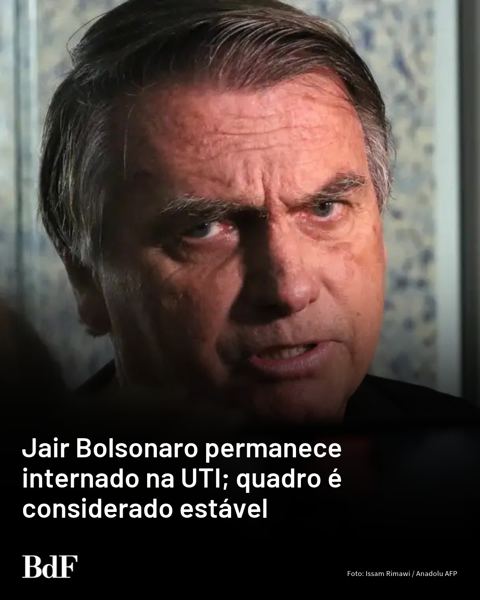 Jair Bolsonaro permanece
internado na UTI; quadro é
considerado estável
BdF
Foto: Issam Rimawi / Anadolu AFP